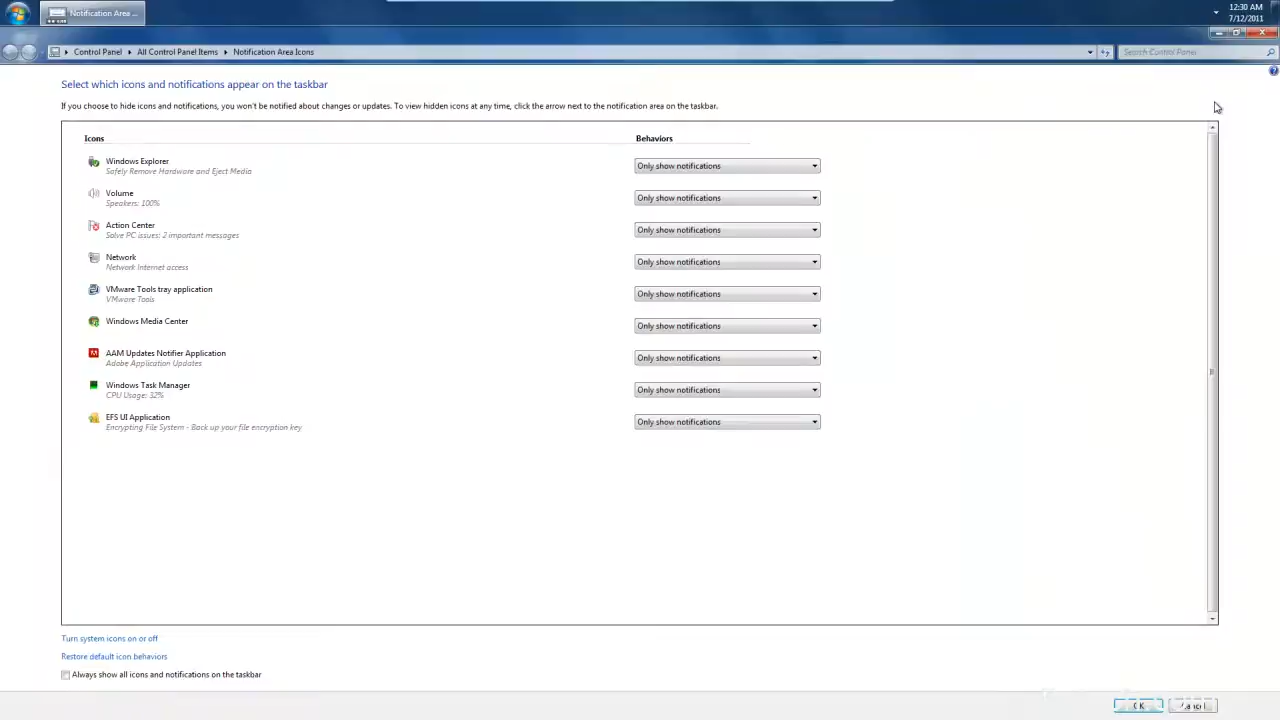 Notification Area ...
12:30 AM
7/12/2011
Control Panel ▸ All Control Panel Items ▸ Notification Area Icons
Search Control Panel
Select which icons and notifications appear on the taskbar
If you choose to hide icons and notifications, you won't be notified about changes or updates. To view hidden icons at any time, click the arrow next to the notification area on the taskbar.
Icons Behaviors
Windows Explorer
Safely Remove Hardware and Eject Media
Only show notifications
Volume
Speakers: 100%
Only show notifications
Action Center
Solve PC issues: 2 important messages
Only show notifications
Network
Network Internet access
Only show notifications
VMware Tools tray application
VMware Tools
Only show notifications
Windows Media Center
Only show notifications
AAM Updates Notifier Application
Adobe Application Updates
Only show notifications
Windows Task Manager
CPU Usage: 32%
Only show notifications
EFS UI Application
Encrypting File System - Back up your file encryption key
Only show notifications
Turn system icons on or off
Restore default icon behaviors
Always show all icons and notifications on the taskbar
OK Cancel